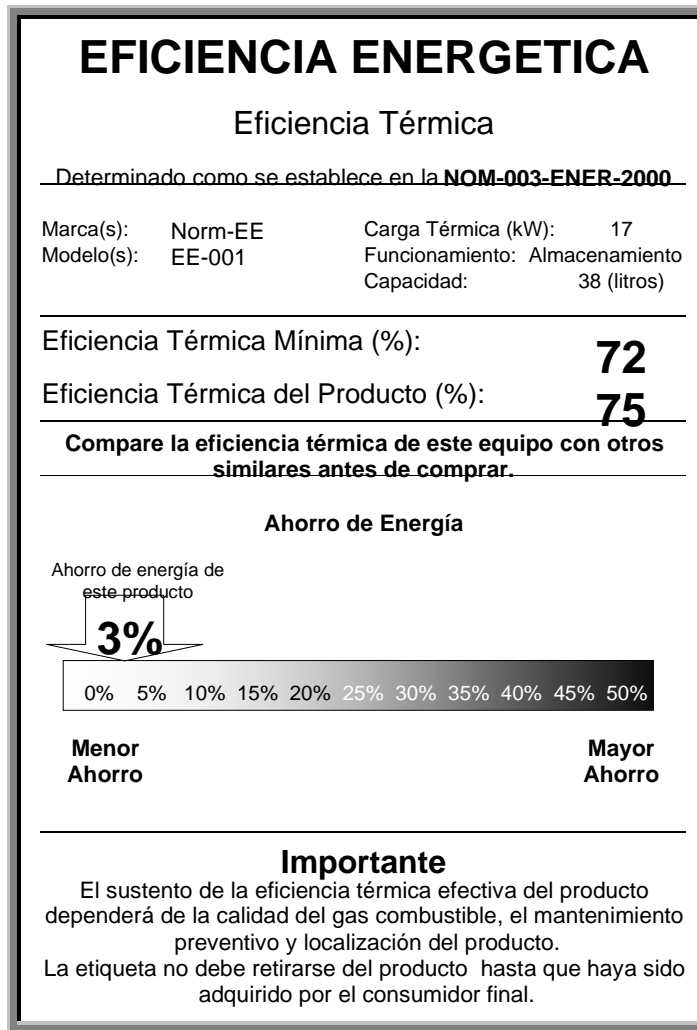 EFICIENCIA ENERGETICA
Eficiencia Térmica
Determinado como se establece en la NOM-003-ENER-2000
Marca(s): Norm-EE Carga Térmica (kW): 17
Modelo(s): EE-001 Funcionamiento: Almacenamiento
Capacidad: 38 (litros)
Eficiencia Térmica Mínima (%): 72
Eficiencia Térmica del Producto (%): 75
Compare la eficiencia térmica de este equipo con otros
similares antes de comprar.
Ahorro de Energía
Ahorro de energía de
este producto
3%
0% 5% 10% 15% 20% 25% 30% 35% 40% 45% 50%
Menor Mayor
Ahorro Ahorro
Importante
El sustento de la eficiencia térmica efectiva del producto
dependerá de la calidad del gas combustible, el mantenimiento
preventivo y localización del producto.
La etiqueta no debe retirarse del producto hasta que haya sido
adquirido por el consumidor final.